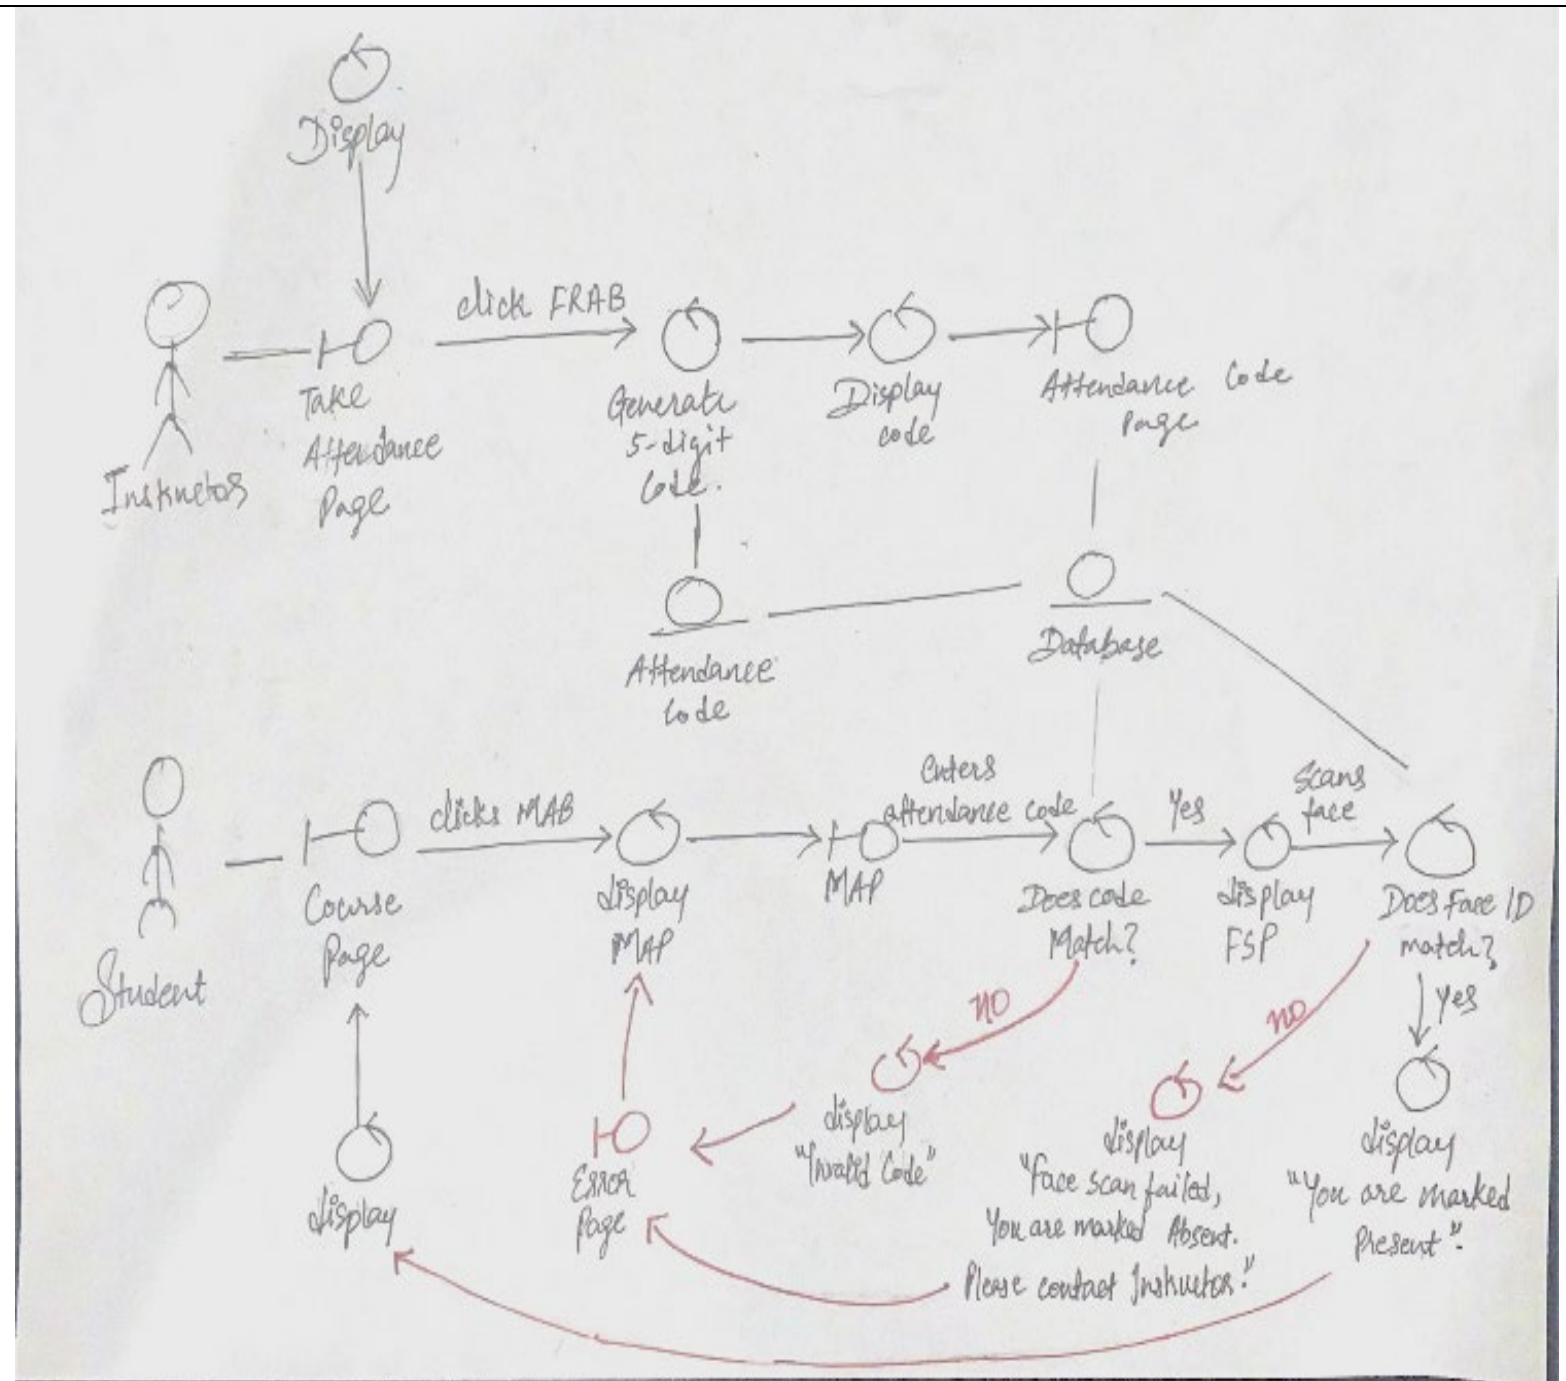 Display
click FRAB
Instructor
Take
Attendance
Page
Generate
5-digit
Code.
Display
code
Attendance Code
Page
Attendance
Code
Database
Student
Course
Page
clicks MAB
display
MAP
MAP
Enters
attendance code
Does code
Match?
Yes
display
FSP
Scans
face
Does Face ID
match?
Yes
NO
NO
display
Error
Page
display
"Invalid Code"
display
"Face scan failed,
You are marked Absent.
Please contact Instructor."
display
"You are marked
Present".